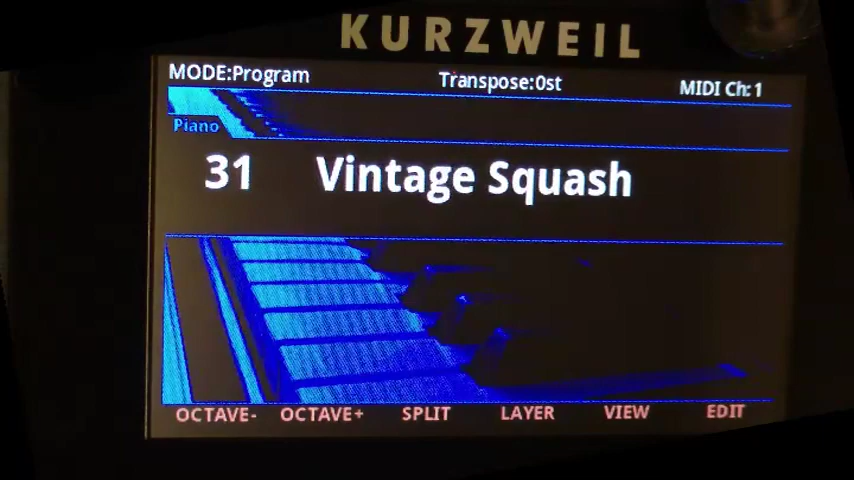 KURZWEIL
MODE:Program Transpose:0st MIDI Ch:1
Piano
31 Vintage Squash
OCTAVE- OCTAVE+ SPLIT LAYER VIEW EDIT